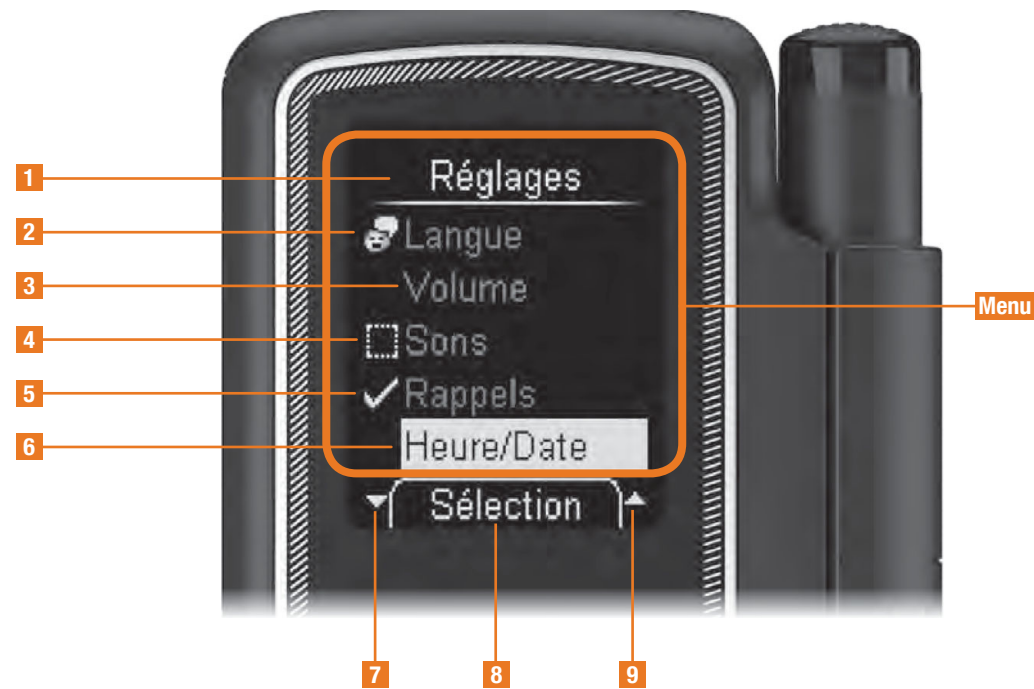 1 Réglages
2 Langue
3 Volume
Menu
4 Sons
5 Rappels
6 Heure/Date
Sélection
7 8 9